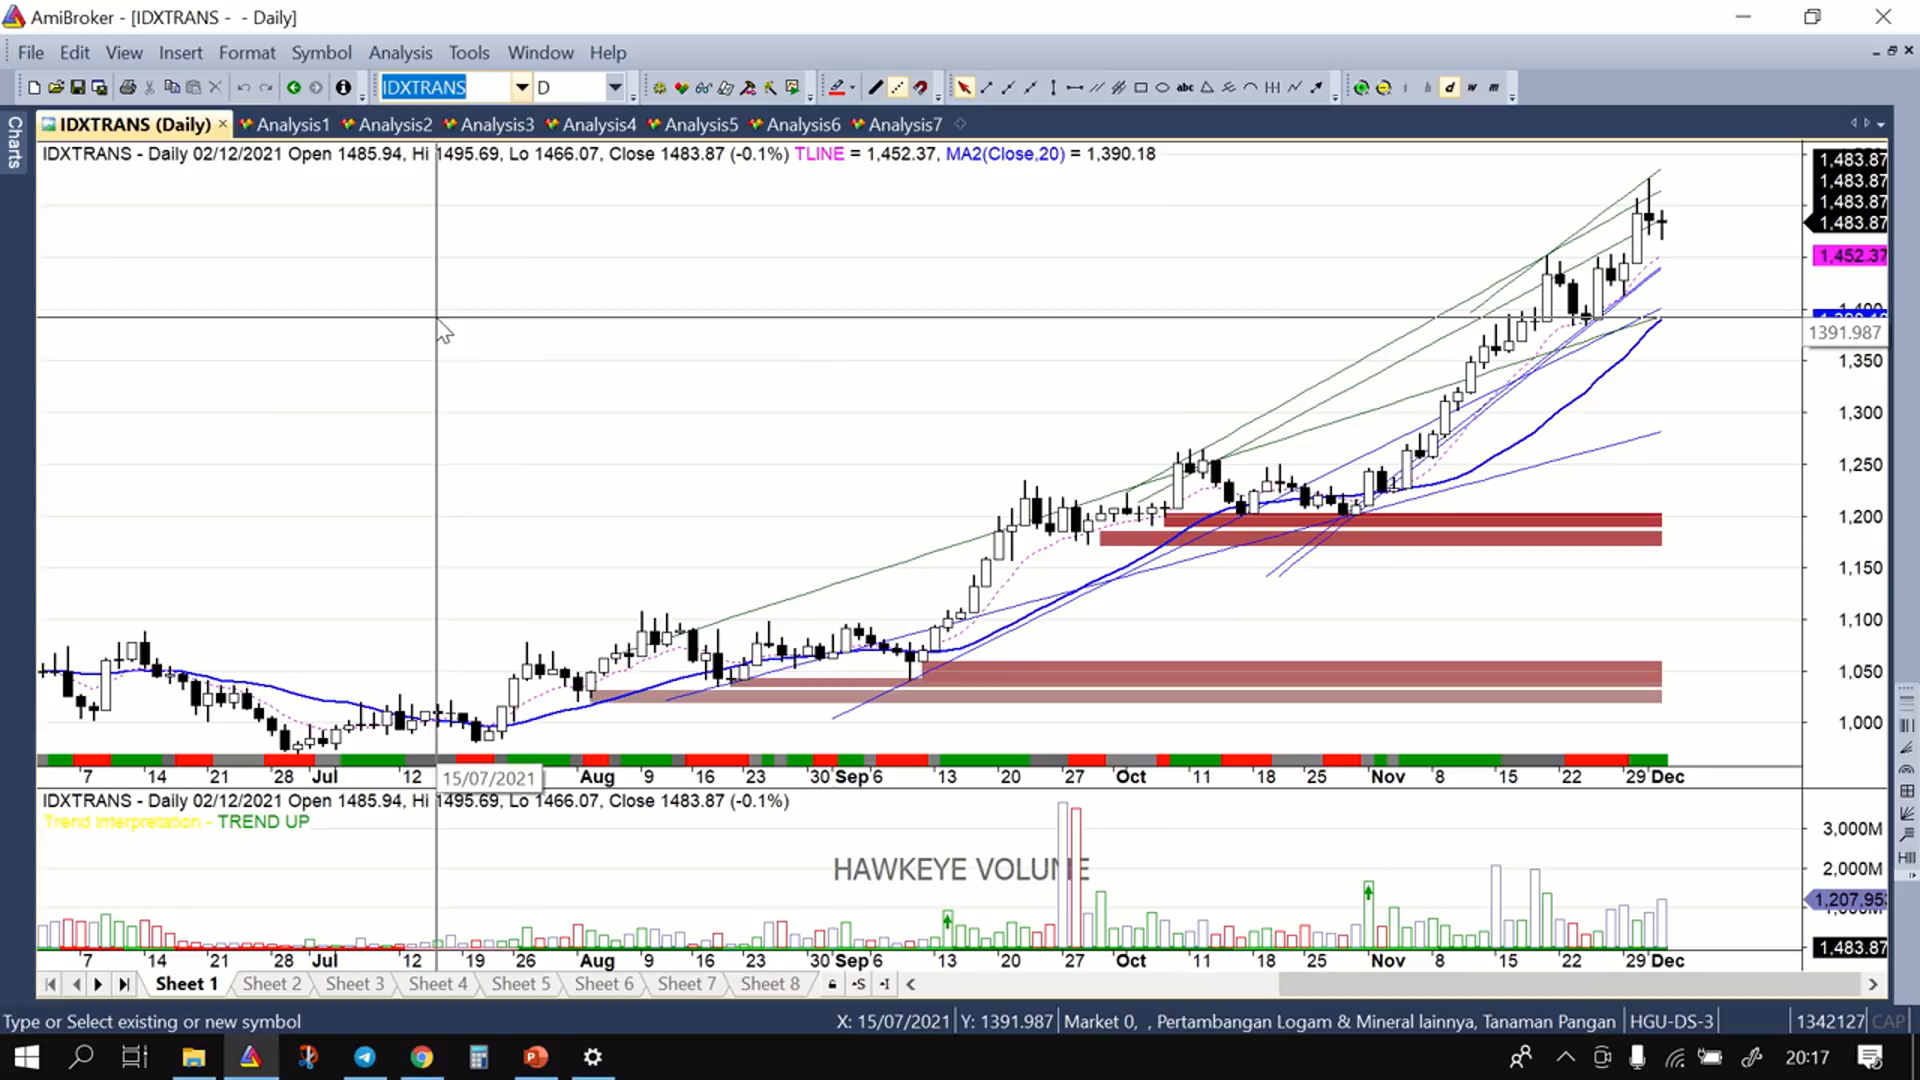 AmiBroker - [IDXTRANS -  - Daily]
File Edit View Insert Format Symbol Analysis Tools Window Help
IDXTRANS D abc d w m
Charts
IDXTRANS (Daily) Analysis1 Analysis2 Analysis3 Analysis4 Analysis5 Analysis6 Analysis7
IDXTRANS - Daily 02/12/2021 Open 1485.94, Hi 1495.69, Lo 1466.07, Close 1483.87 (-0.1%) TLINE = 1,452.37, MA2(Close,20) = 1,390.18
1,483.87
1,483.87
1,483.87
1,483.87
1,452.37
1,400
1391.987
1,350
1,300
1,250
1,200
1,150
1,100
1,050
1,000
7 14 21 28 Jul 12 15/07/2021 Aug 9 16 23 30 Sep 6 13 20 27 Oct 11 18 25 Nov 8 15 22 29 Dec
IDXTRANS - Daily 02/12/2021 Open 1485.94, Hi 1495.69, Lo 1466.07, Close 1483.87 (-0.1%)
Trend Interpretation - TREND UP
HAWKEYE VOLUME
3,000M
2,000M
1,207,953
1,483.87
7 14 21 28 Jul 12 19 26 Aug 9 16 23 30 Sep 6 13 20 27 Oct 11 18 25 Nov 8 15 22 29 Dec
Sheet 1 Sheet 2 Sheet 3 Sheet 4 Sheet 5 Sheet 6 Sheet 7 Sheet 8
Type or Select existing or new symbol X: 15/07/2021 Y: 1391.987 Market 0, , Pertambangan Logam & Mineral lainnya, Tanaman Pangan HGU-DS-3 1342127 CAP
20:17